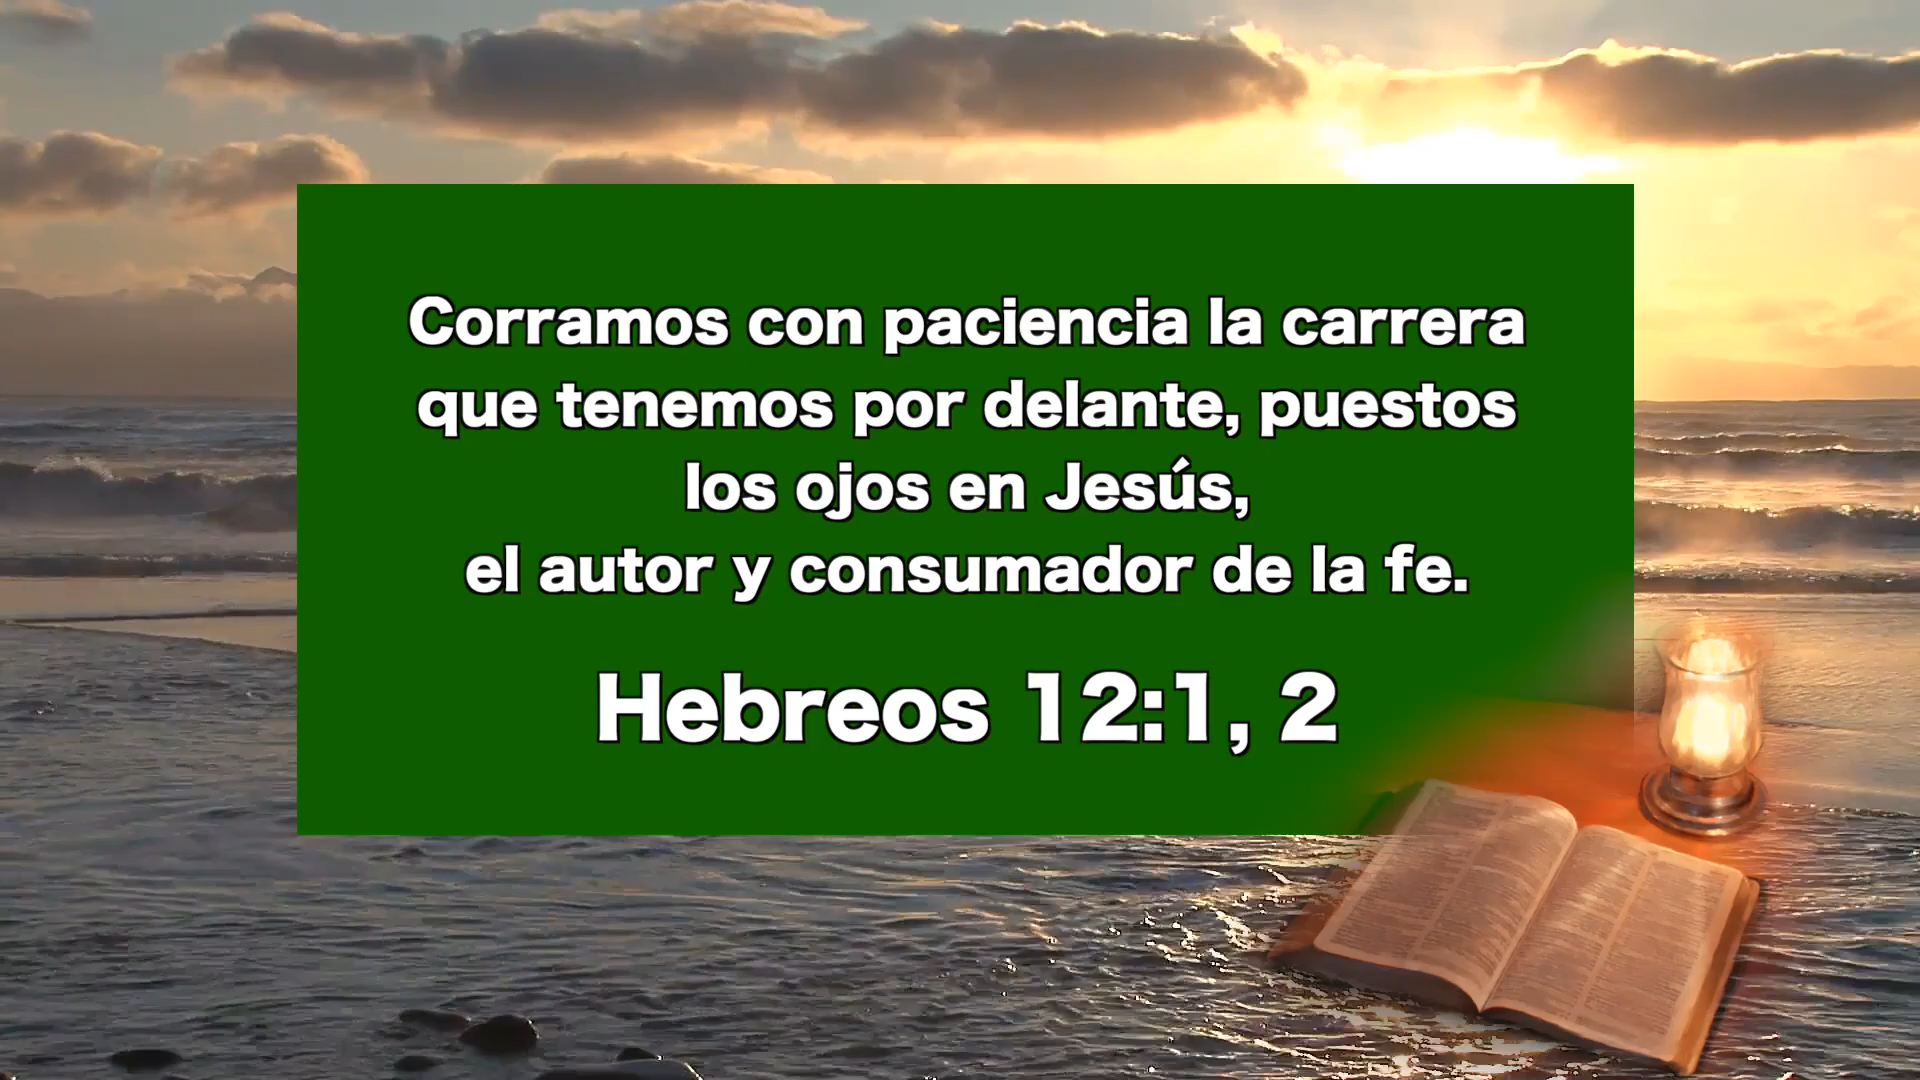 Corramos con paciencia la carrera
que tenemos por delante, puestos
los ojos en Jesús,
el autor y consumador de la fe.
Hebreos 12:1, 2